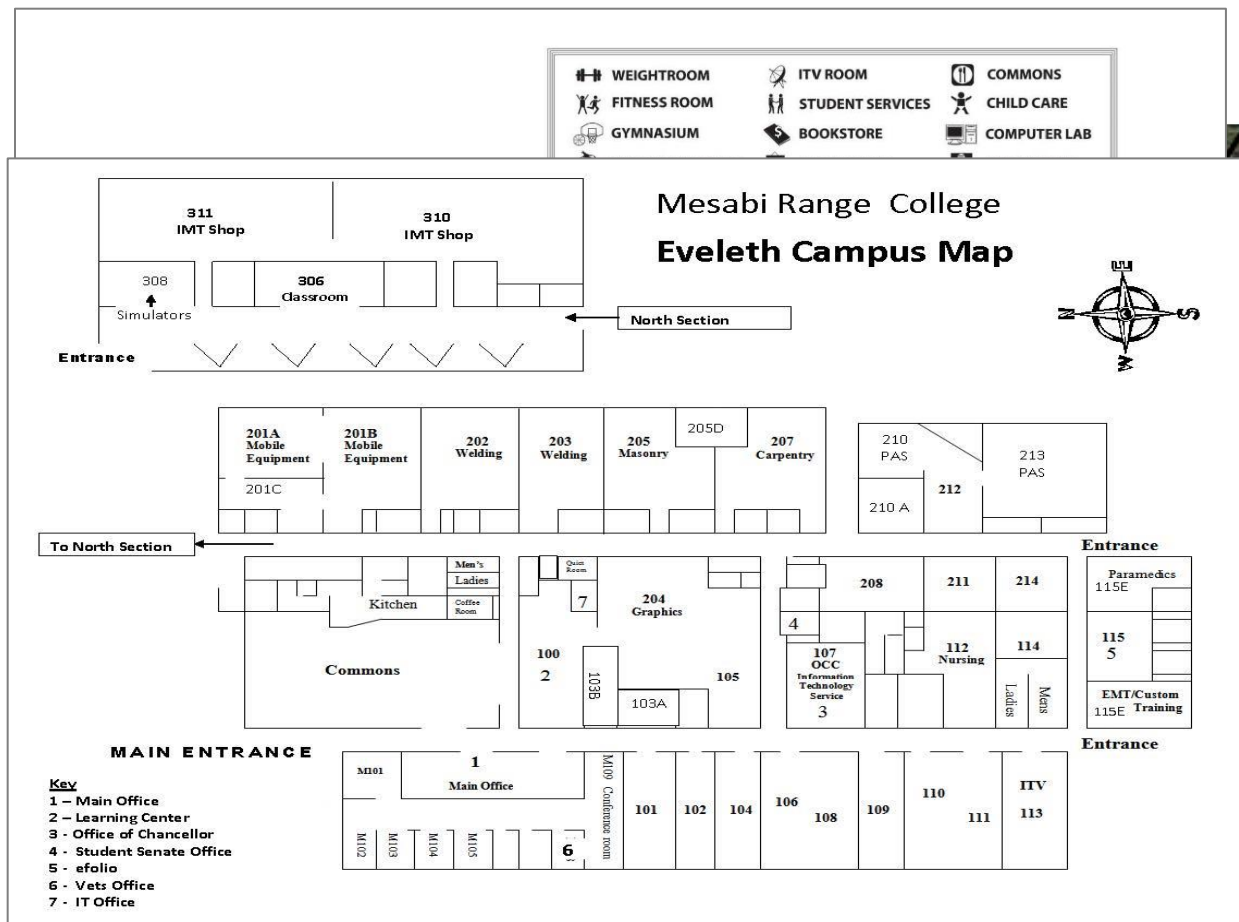 WEIGHTROOM
ITV ROOM
COMMONS
FITNESS ROOM
STUDENT SERVICES
CHILD CARE
GYMNASIUM
BOOKSTORE
COMPUTER LAB
Mesabi Range College
Eveleth Campus Map
E
N
S
W
311
IMT Shop
310
IMT Shop
308
Simulators
306
Classroom
North Section
Entrance
201A
Mobile
Equipment
201B
Mobile
Equipment
202
Welding
203
Welding
205
Masonry
205D
207
Carpentry
201C
210
PAS
213
PAS
212
210 A
To North Section
Entrance
Men's
Ladies
Coffee
Room
Kitchen
Commons
Quiet
Room
7
204
Graphics
100
2
103B
103A
105
208
211
214
4
107
OCC
Information
Technology
Service
3
112
Nursing
114
Ladies
Mens
Paramedics
115E
115
5
EMT/Custom
Training
115E
MAIN ENTRANCE
Entrance
M101
1
Main Office
M109 Conference room
M102
M103
M104
M105
6
101
102
104
106
108
109
110
111
ITV
113
Key
1 – Main Office
2 – Learning Center
3 - Office of Chancellor
4 - Student Senate Office
5 - efolio
6 - Vets Office
7 - IT Office